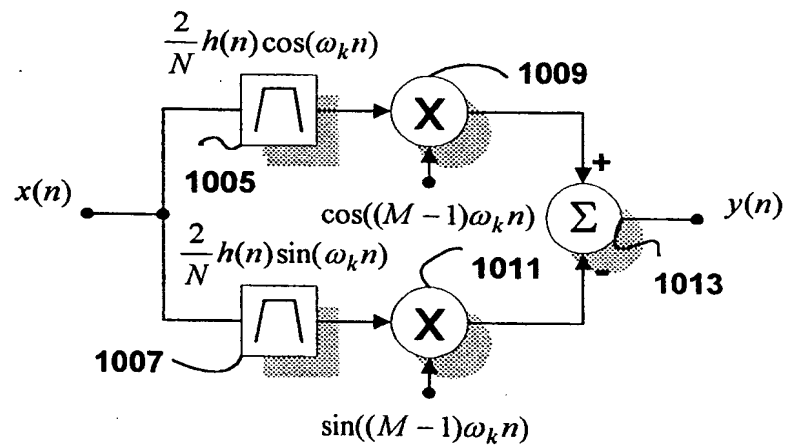 2/N h(n)cos(ω_k n)
1009
X
1005
+
x(n)
cos((M−1)ω_k n)
Σ
y(n)
2/N h(n)sin(ω_k n)
1011
-
1013
X
1007
sin((M−1)ω_k n)